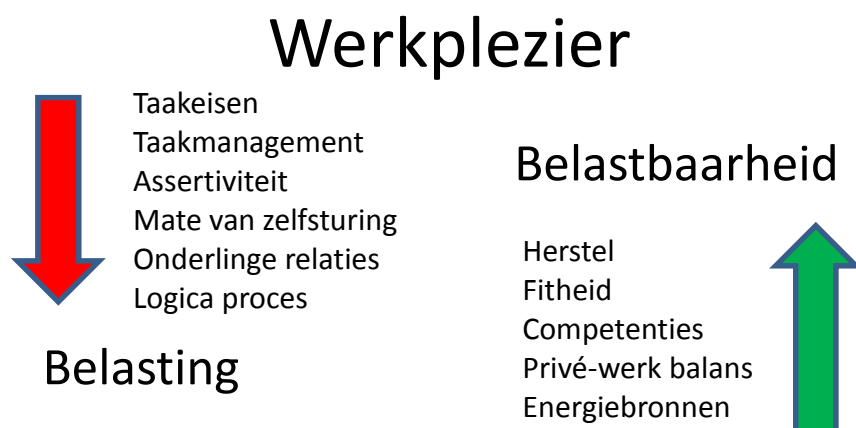 Werkplezier
Taakeisen
Taakmanagement
Assertiviteit
Mate van zelfsturing
Onderlinge relaties
Logica proces
Belasting
Belastbaarheid
Herstel
Fitheid
Competenties
Privé-werk balans
Energiebronnen